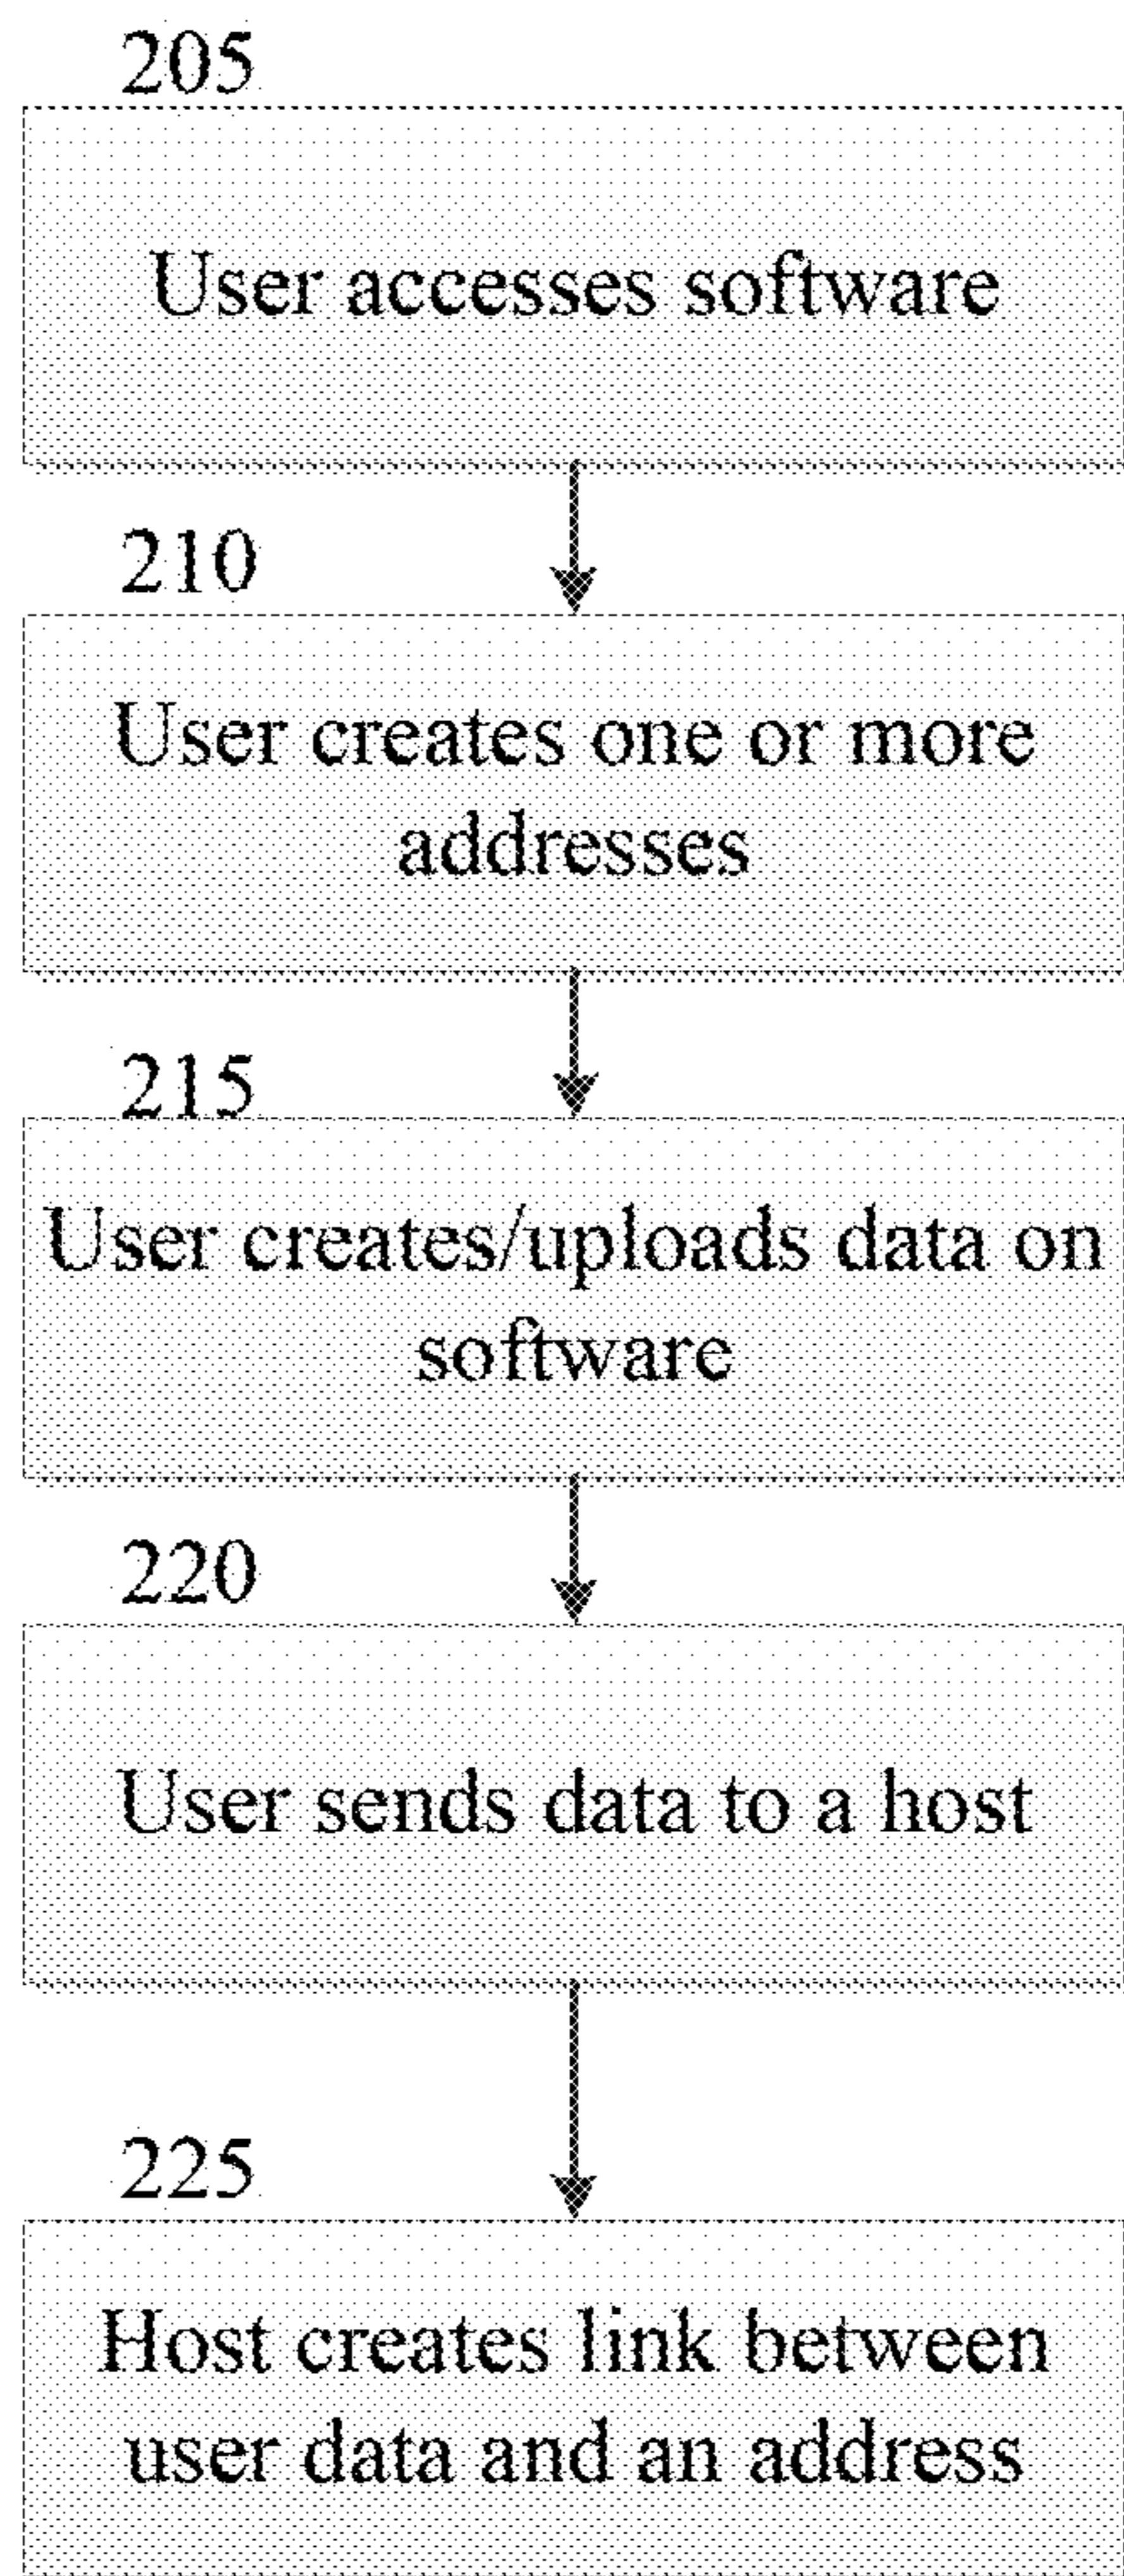 205
User accesses software
210
User creates one or more
addresses
215
User creates/uploads data on
software
220
User sends data to a host
225
Host creates link between
user data and an address